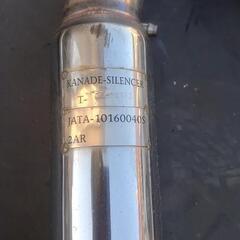 KANADE-SILENCER
T-
JATA-10160040S
2AR